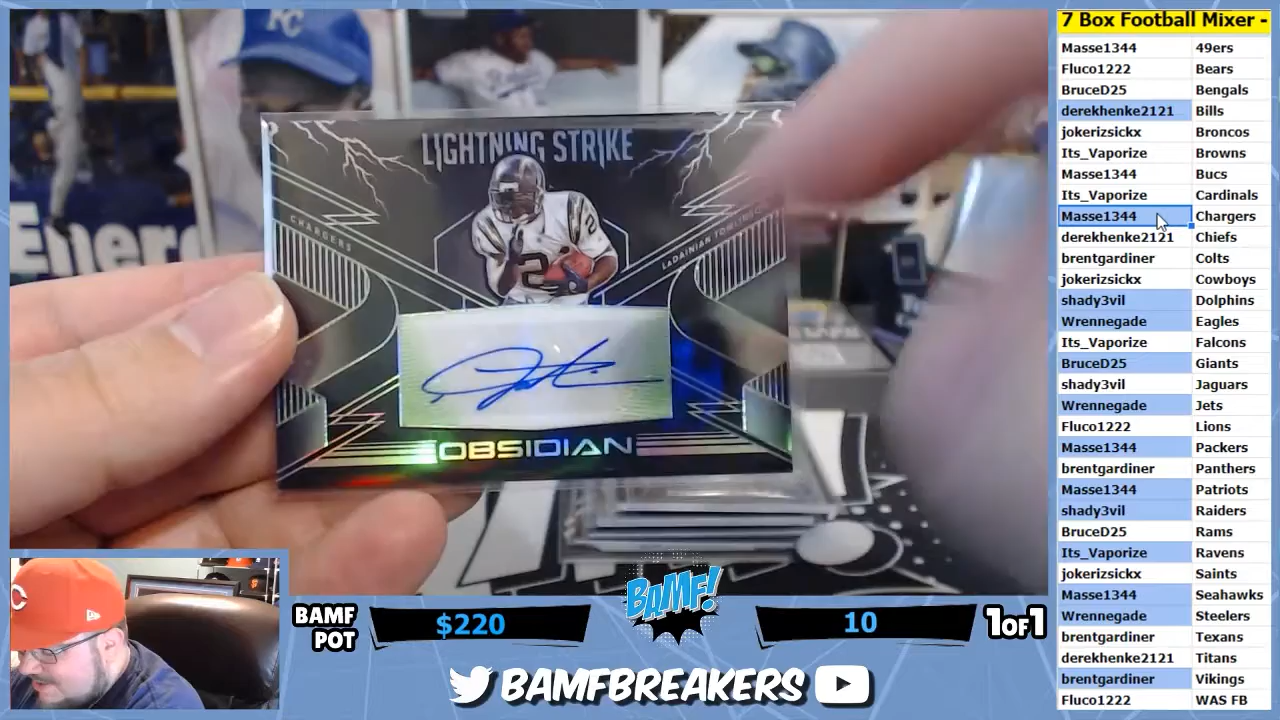 7 Box Football Mixer -
Masse1344 49ers
Fluco1222 Bears
BruceD25 Bengals
derekhenke2121 Bills
jokerizsickx Broncos
Its_Vaporize Browns
Masse1344 Bucs
Its_Vaporize Cardinals
Masse1344 Chargers
derekhenke2121 Chiefs
brentgardiner Colts
jokerizsickx Cowboys
shady3vil Dolphins
Wrennegade Eagles
Its_Vaporize Falcons
BruceD25 Giants
shady3vil Jaguars
Wrennegade Jets
Fluco1222 Lions
Masse1344 Packers
brentgardiner Panthers
Masse1344 Patriots
shady3vil Raiders
BruceD25 Rams
Its_Vaporize Ravens
jokerizsickx Saints
Masse1344 Seahawks
Wrennegade Steelers
brentgardiner Texans
derekhenke2121 Titans
brentgardiner Vikings
Fluco1222 WAS FB
KC
Ener
LIGHTNING STRIKE
CHARGERS
LADAINIAN
2
2
OBSIDIAN
BAMF POT
$220
BAMF!
10
1OF1
BAMFBREAKERS